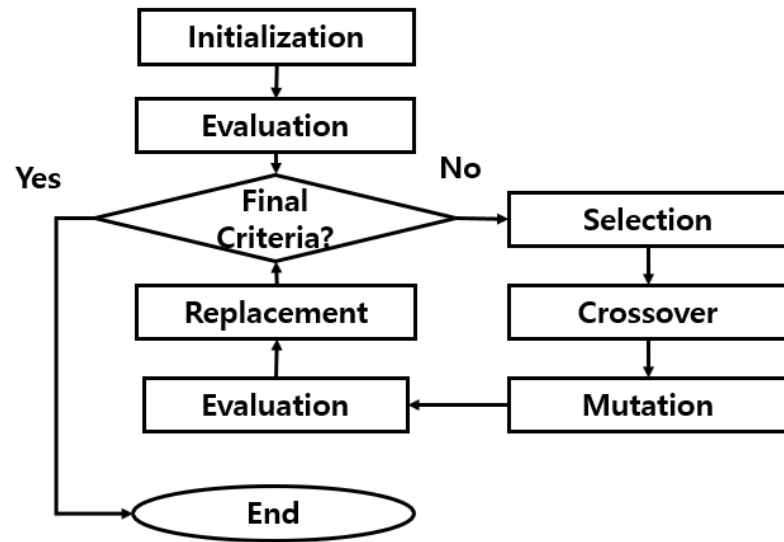 Initialization
Evaluation
Yes
No
Final
Criteria?
Selection
Replacement
Crossover
Evaluation
Mutation
End